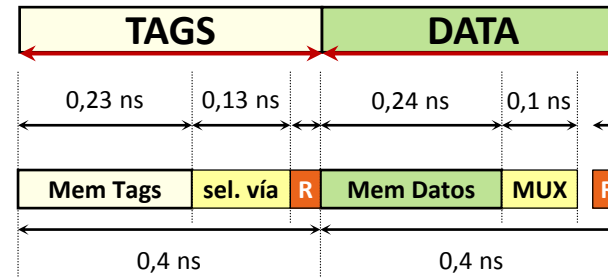 TAGS DATA
0,23 ns 0,13 ns 0,24 ns 0,1 ns
Mem Tags sel. vía R Mem Datos MUX R
0,4 ns 0,4 ns